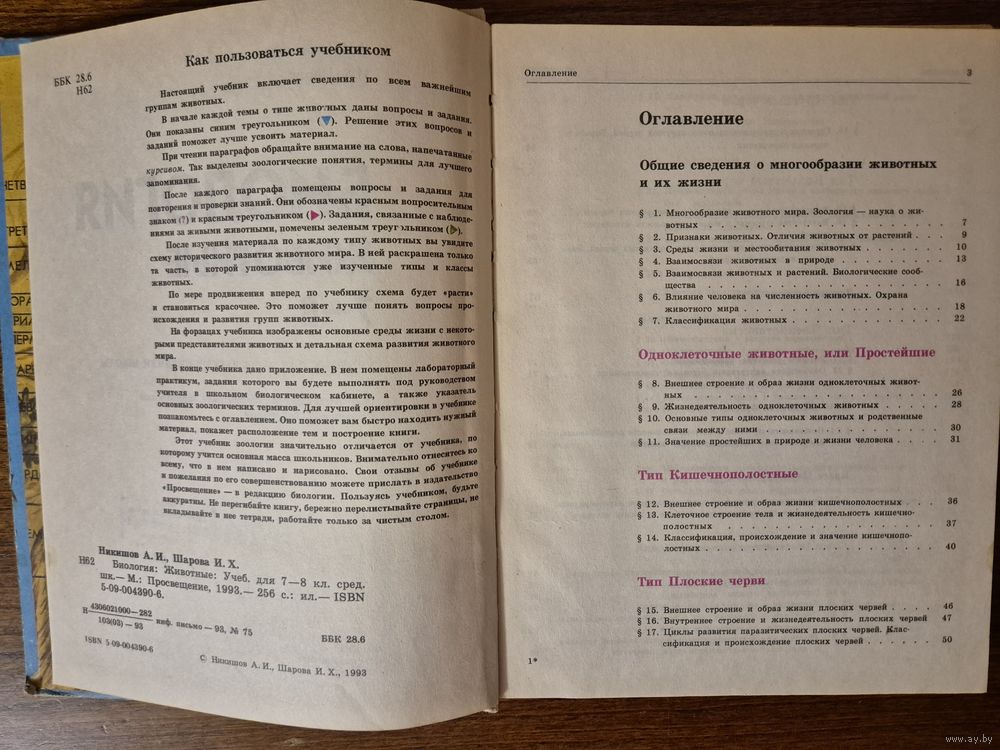 Как пользоваться учебником
ББК 28.6
Н62
Настоящий учебник включает сведения по всем важнейшим
группам животных.
В начале каждой темы о типе животных даны вопросы и задания.
Они показаны синим треугольником (▼). Решение этих вопросов и
заданий поможет лучше усвоить материал.
При чтении параграфов обращайте внимание на слова, напечатанные
курсивом. Так выделены зоологические понятия, термины для лучшего
запоминания.
После каждого параграфа помещены вопросы и задания для
повторения и проверки знаний. Они обозначены красным вопросительным
знаком (?) и красным треугольником (▶). Задания, связанные с наблюде-
ниями за живыми животными, помечены зеленым треугольником (▶).
После изучения материала по каждому типу животных вы увидите
схему исторического развития животного мира. В ней раскрашена только
та часть, в которой упоминаются уже изученные типы и классы
животных.
По мере продвижения вперед по учебнику схема будет «расти»
и становиться красочнее. Это поможет лучше понять вопросы про-
исхождения и развития групп животных.
На форзацах учебника изображены основные среды жизни с некото-
рыми представителями животных и детальная схема развития животного
мира.
В конце учебника дано приложение. В нем помещены лабораторный
практикум, задания которого вы будете выполнять под руководством
учителя в школьном биологическом кабинете, а также указатель
основных зоологических терминов. Для лучшей ориентировки в учебнике
познакомьтесь с оглавлением. Оно поможет вам быстро находить нужный
материал, покажет расположение тем и построение книги.
Этот учебник зоологии значительно отличается от учебника, по
которому учится основная масса школьников. Внимательно отнеситесь ко
всему, что в нем написано и нарисовано. Свои отзывы об учебнике
и пожелания по его совершенствованию можете прислать в издательство
«Просвещение» — в редакцию биологии. Пользуясь учебником, будьте
аккуратны. Не перегибайте книгу, бережно перелистывайте страницы, не
вкладывайте в нее тетради, работайте только за чистым столом.
Никишов А. И., Шарова И. Х.
Н62 Биология: Животные: Учеб. для 7—8 кл. сред.
шк.— М.: Просвещение, 1993.— 256 с.: ил.— ISBN
5-09-004390-6.
Н 4306021000—282
103(03)—93 инф. письмо—93, № 75
ББК 28.6
ISBN 5-09-004390-6
© Никишов А. И., Шарова И. Х., 1993
Оглавление 3
Оглавление
Общие сведения о многообразии животных
и их жизни
§ 1. Многообразие животного мира. Зоология — наука о жи-
вотных . . . 7
§ 2. Признаки животных. Отличия животных от растений . . 9
§ 3. Среды жизни и местообитания животных . . . 10
§ 4. Взаимосвязи животных в природе . . . 13
§ 5. Взаимосвязи животных и растений. Биологические сооб-
щества . . . 16
§ 6. Влияние человека на численность животных. Охрана
животного мира . . . 18
§ 7. Классификация животных . . . 22
Одноклеточные животные, или Простейшие
§ 8. Внешнее строение и образ жизни одноклеточных живот-
ных . . . 26
§ 9. Жизнедеятельность одноклеточных животных . . . 28
§ 10. Основные типы одноклеточных животных и родственные
связи между ними . . . 30
§ 11. Значение простейших в природе и жизни человека . . . . 31
Тип Кишечнополостные
§ 12. Внешнее строение и образ жизни кишечнополостных . . . 36
§ 13. Клеточное строение тела и жизнедеятельность кишечно-
полостных . . . 37
§ 14. Классификация, происхождение и значение кишечнопо-
лостных . . . 40
Тип Плоские черви
§ 15. Внешнее строение и образ жизни плоских червей . . . . 46
§ 16. Внутреннее строение и жизнедеятельность плоских червей 47
§ 17. Циклы развития паразитических плоских червей. Клас-
сификация и происхождение плоских червей . . . 50
1*
www.ay.by